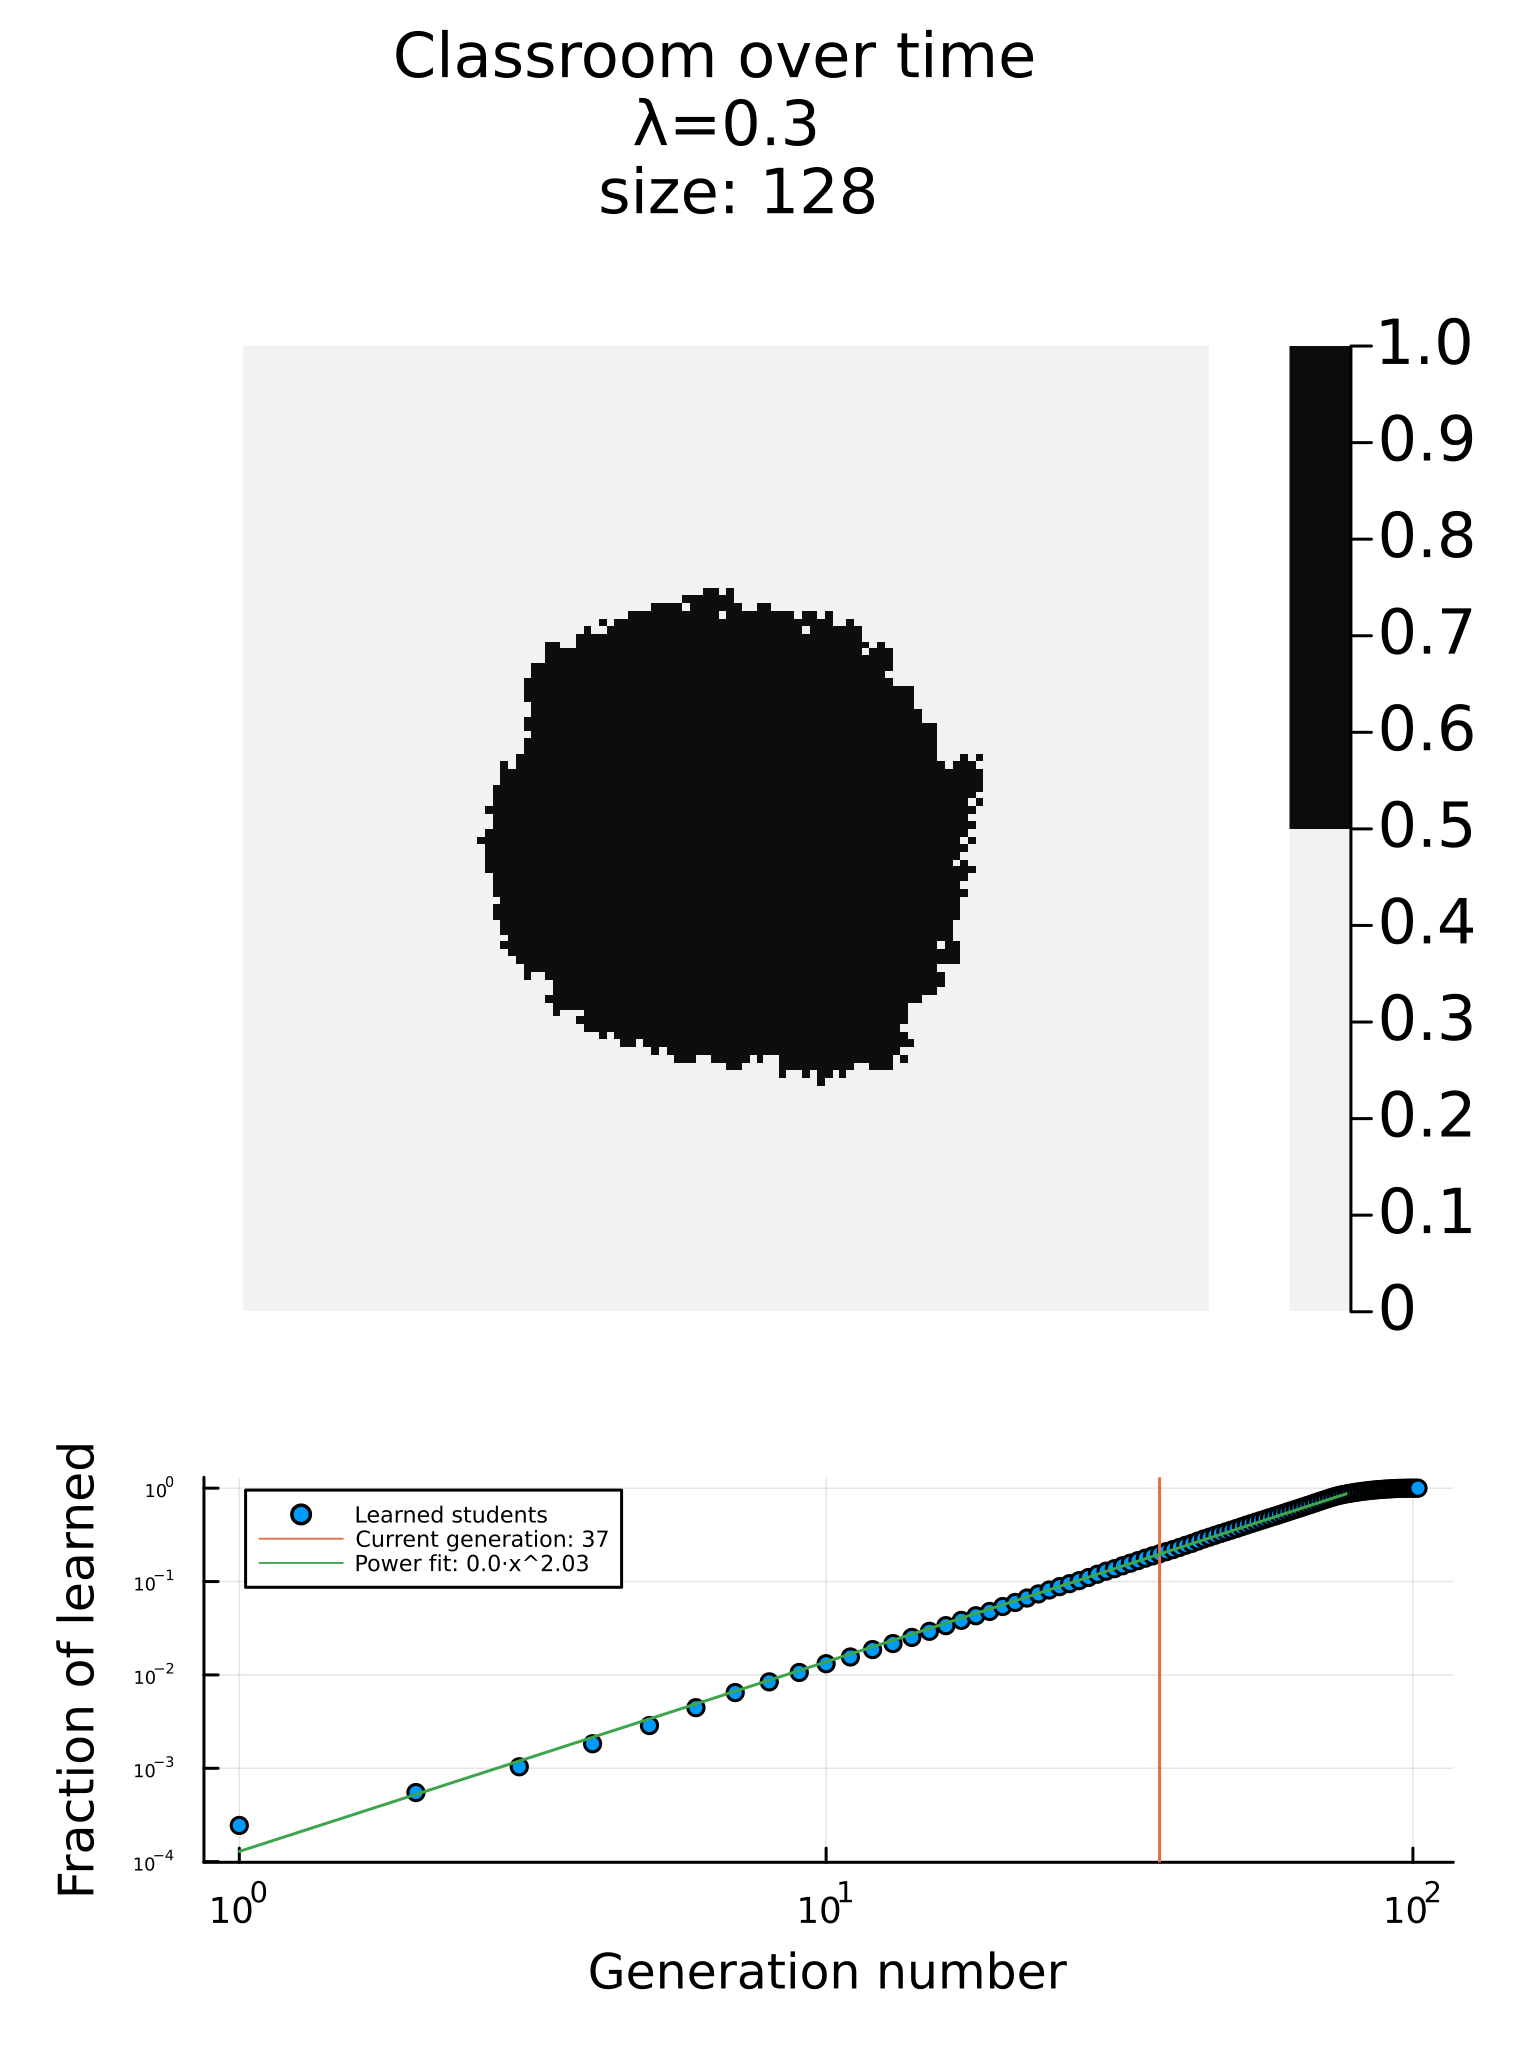 Classroom over time
λ=0.3
size: 128
1.0
0.9
0.8
0.7
0.6
0.5
0.4
0.3
0.2
0.1
0
Fraction of learned
10^0
10^-1
10^-2
10^-3
10^-4
Learned students
Current generation: 37
Power fit: 0.0·x^2.03
10^0 10^1 10^2
Generation number